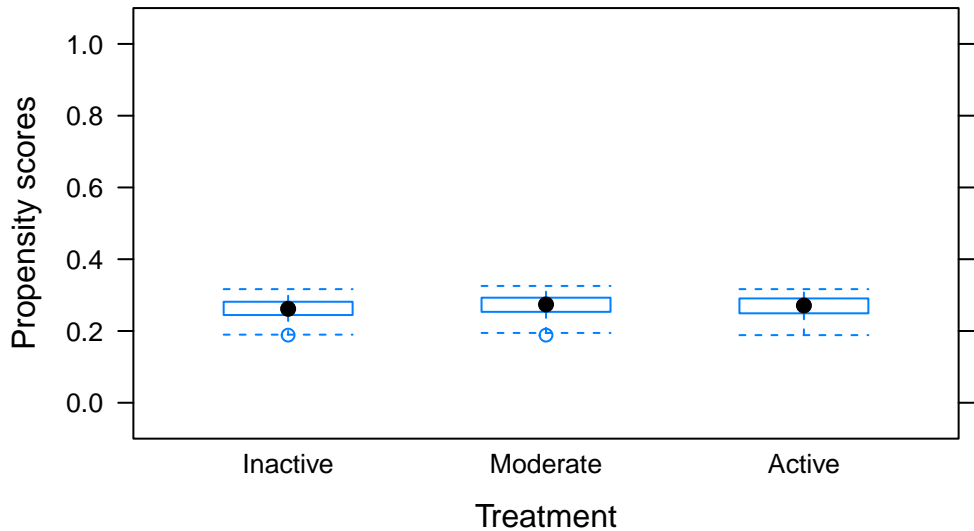 Propensity scores
1.0
0.8
0.6
0.4
0.2
0.0
Inactive
Moderate
Active
Treatment